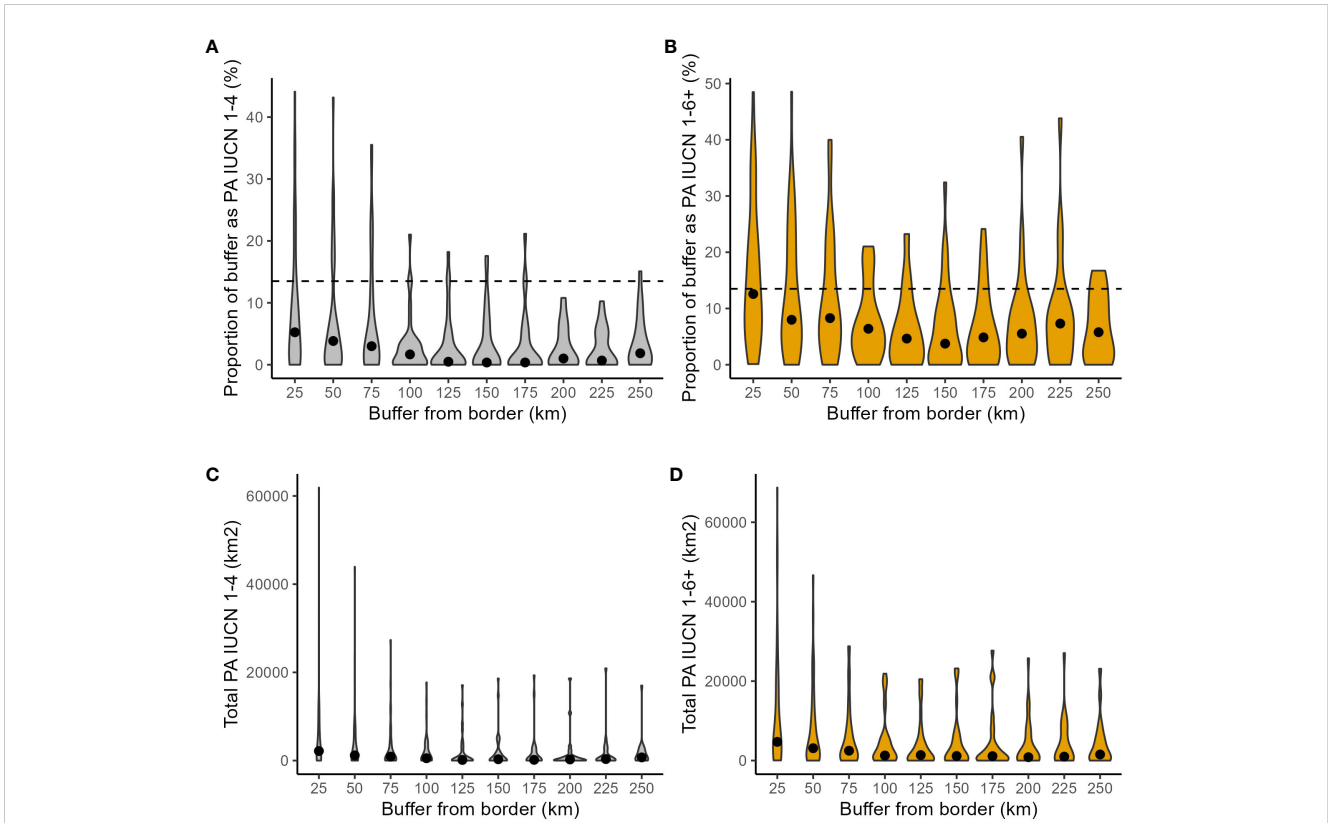 A
Proportion of buffer as PA IUCN 1-4 (%)
40
30
20
10
0
25 50 75 100 125 150 175 200 225 250
Buffer from border (km)
B
Proportion of buffer as PA IUCN 1-6+ (%)
50
40
30
20
10
0
25 50 75 100 125 150 175 200 225 250
Buffer from border (km)
C
Total PA IUCN 1-4 (km2)
60000
40000
20000
0
25 50 75 100 125 150 175 200 225 250
Buffer from border (km)
D
Total PA IUCN 1-6+ (km2)
60000
40000
20000
0
25 50 75 100 125 150 175 200 225 250
Buffer from border (km)